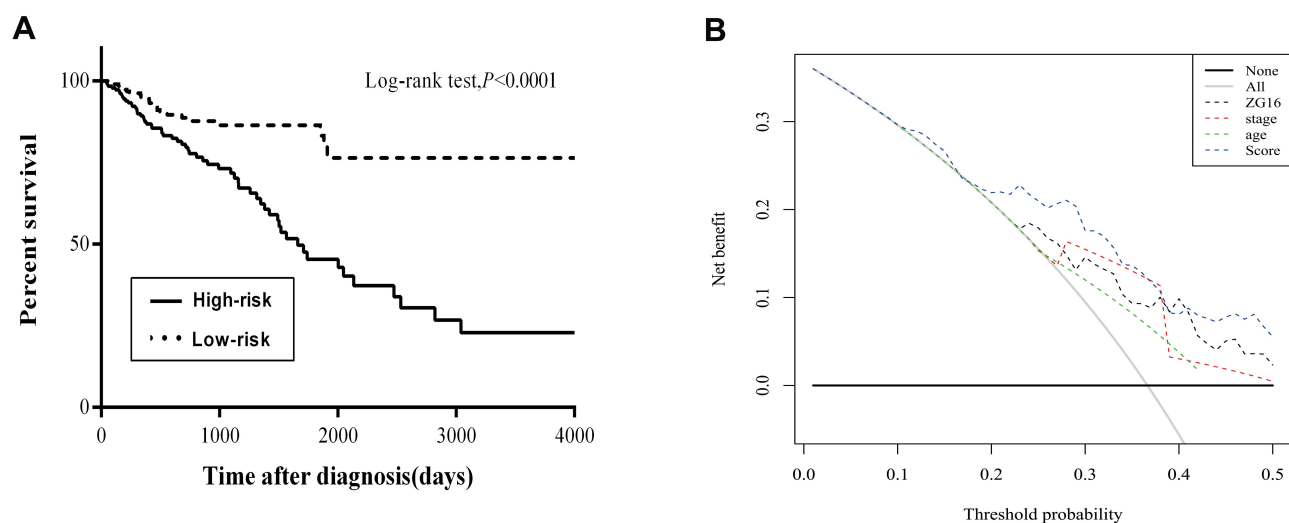 A
Log-rank test,P<0.0001
Percent survival
100
50
0
High-risk
Low-risk
0 1000 2000 3000 4000
Time after diagnosis(days)
B
None
All
ZG16
stage
age
Score
Net benefit
0.3
0.2
0.1
0.0
0.0 0.1 0.2 0.3 0.4 0.5
Threshold probability